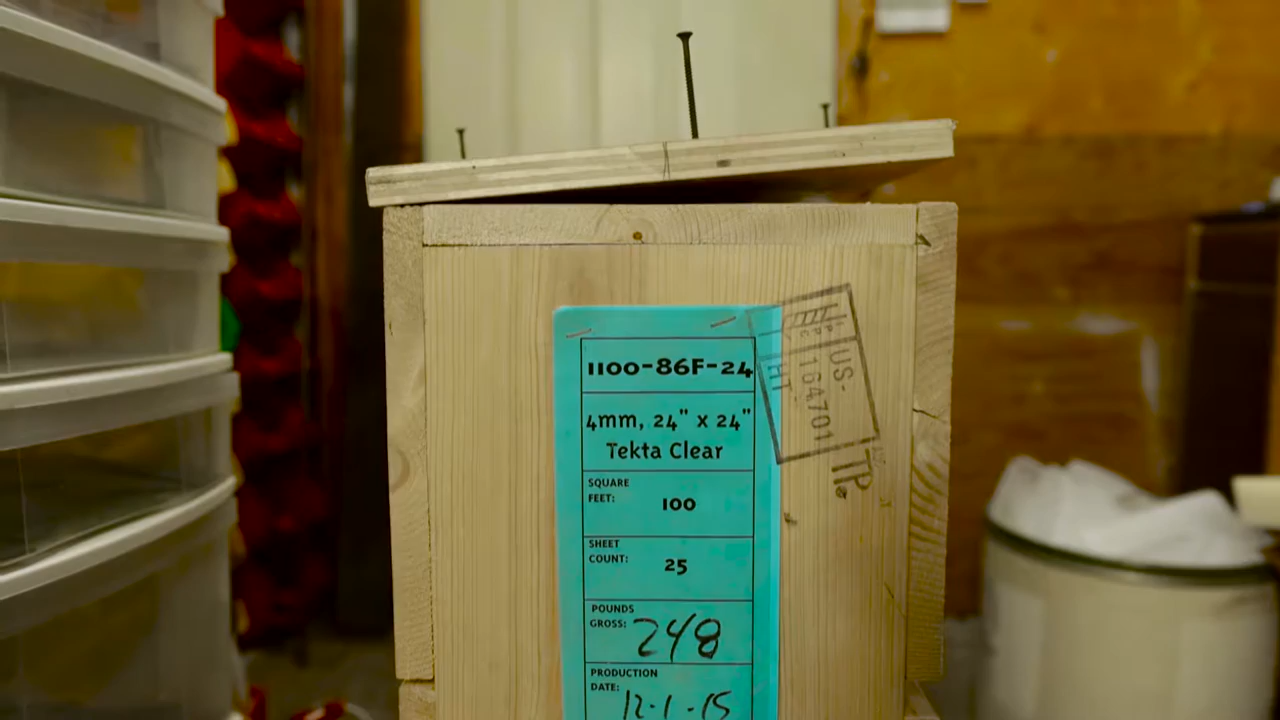 1100-86F-24
4mm, 24" x 24"
Tekta Clear
SQUARE
FEET: 100
SHEET
COUNT: 25
POUNDS
GROSS: 248
PRODUCTION
DATE: 12-1-15
US-
164701
HT